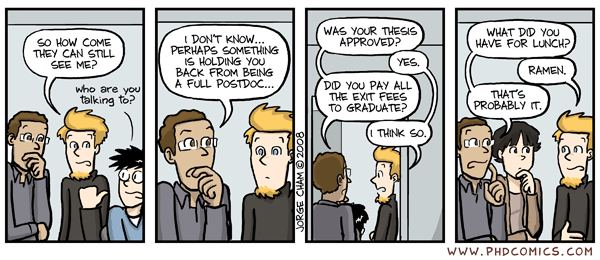 SO HOW COME
THEY CAN STILL
SEE ME?
who are you
talking to?
I DON'T KNOW...
PERHAPS SOMETHING
IS HOLDING YOU
BACK FROM BEING
A FULL POSTDOC...
JORGE CHAM © 2008
WAS YOUR THESIS
APPROVED?
YES.
DID YOU PAY ALL
THE EXIT FEES
TO GRADUATE?
I THINK SO.
WHAT DID YOU
HAVE FOR LUNCH?
RAMEN.
THAT'S
PROBABLY IT.
WWW.PHDCOMICS.COM